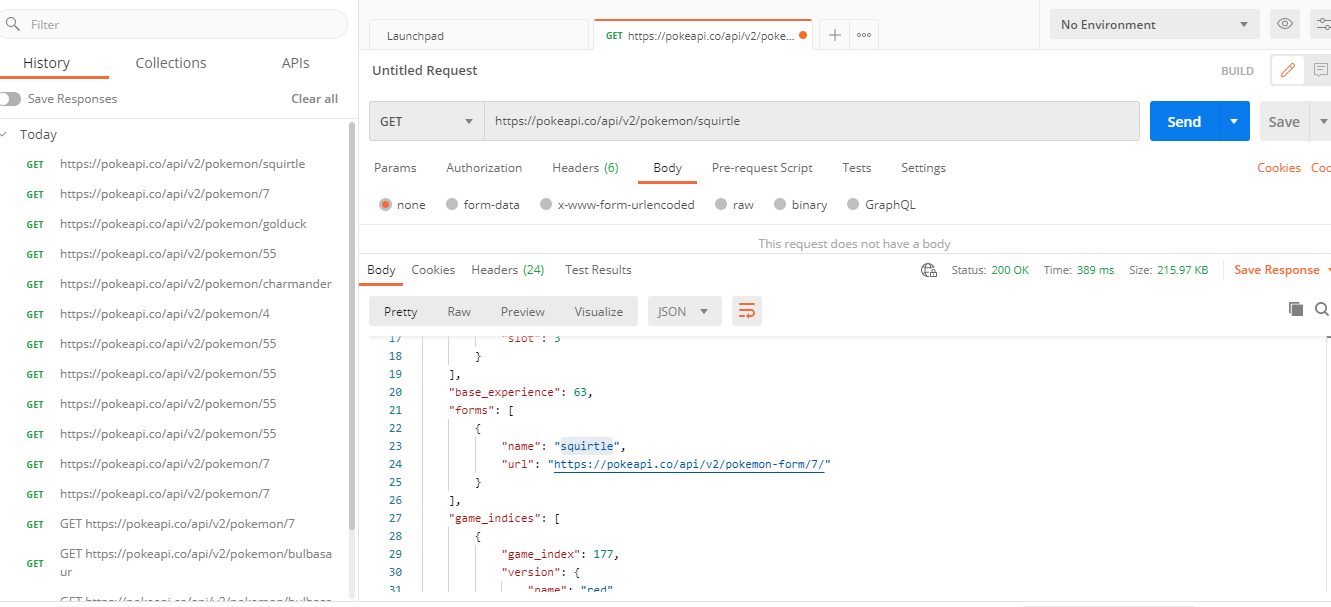 Filter
History Collections APIs
Save Responses Clear all
Today
GET https://pokeapi.co/api/v2/pokemon/squirtle
GET https://pokeapi.co/api/v2/pokemon/7
GET https://pokeapi.co/api/v2/pokemon/golduck
GET https://pokeapi.co/api/v2/pokemon/55
GET https://pokeapi.co/api/v2/pokemon/charmander
GET https://pokeapi.co/api/v2/pokemon/4
GET https://pokeapi.co/api/v2/pokemon/55
GET https://pokeapi.co/api/v2/pokemon/55
GET https://pokeapi.co/api/v2/pokemon/55
GET https://pokeapi.co/api/v2/pokemon/55
GET https://pokeapi.co/api/v2/pokemon/7
GET https://pokeapi.co/api/v2/pokemon/7
GET GET https://pokeapi.co/api/v2/pokemon/7
GET GET https://pokeapi.co/api/v2/pokemon/bulbasa
ur
Launchpad GET https://pokeapi.co/api/v2/poke... No Environment
Untitled Request BUILD
GET https://pokeapi.co/api/v2/pokemon/squirtle Send Save
Params Authorization Headers (6) Body Pre-request Script Tests Settings Cookies
none form-data x-www-form-urlencoded raw binary GraphQL
This request does not have a body
Body Cookies Headers (24) Test Results Status: 200 OK Time: 389 ms Size: 215.97 KB Save Response
Pretty Raw Preview Visualize JSON
17 "slot": 3
18 }
19 ],
20 "base_experience": 63,
21 "forms": [
22 {
23 "name": "squirtle",
24 "url": "https://pokeapi.co/api/v2/pokemon-form/7/"
25 }
26 ],
27 "game_indices": [
28 {
29 "game_index": 177,
30 "version": {
31 "name": "red"